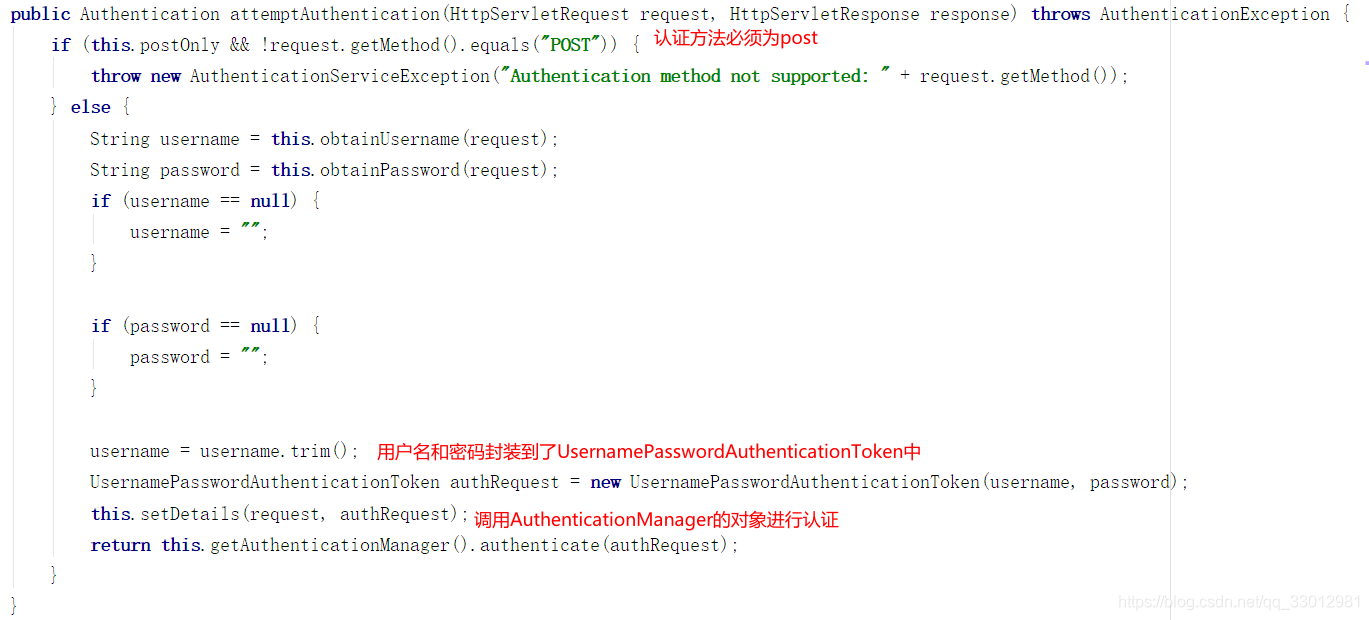 public Authentication attemptAuthentication(HttpServletRequest request, HttpServletResponse response) throws AuthenticationException {
if (this.postOnly && !request.getMethod().equals("POST")) { 认证方法必须为post
throw new AuthenticationServiceException("Authentication method not supported: " + request.getMethod());
} else {
String username = this.obtainUsername(request);
String password = this.obtainPassword(request);
if (username == null) {
username = "";
}
if (password == null) {
password = "";
}
username = username.trim(); 用户名和密码封装到了UsernamePasswordAuthenticationToken中
UsernamePasswordAuthenticationToken authRequest = new UsernamePasswordAuthenticationToken(username, password);
this.setDetails(request, authRequest); 调用AuthenticationManager的对象进行认证
return this.getAuthenticationManager().authenticate(authRequest);
}
}
https://blog.csdn.net/qq_33012981